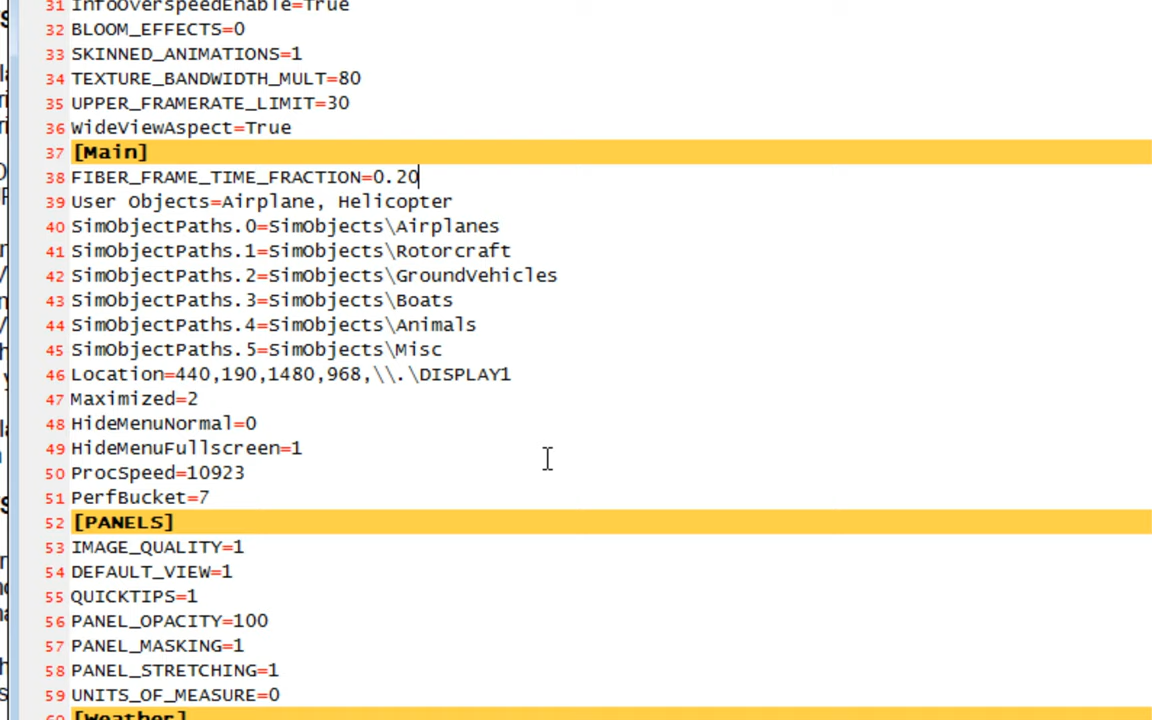 31 InfoOverspeedEnable=True
32 BLOOM_EFFECTS=0
33 SKINNED_ANIMATIONS=1
34 TEXTURE_BANDWIDTH_MULT=80
35 UPPER_FRAMERATE_LIMIT=30
36 WideViewAspect=True
37 [Main]
38 FIBER_FRAME_TIME_FRACTION=0.20
39 User Objects=Airplane, Helicopter
40 SimObjectPaths.0=SimObjects\Airplanes
41 SimObjectPaths.1=SimObjects\Rotorcraft
42 SimObjectPaths.2=SimObjects\GroundVehicles
43 SimObjectPaths.3=SimObjects\Boats
44 SimObjectPaths.4=SimObjects\Animals
45 SimObjectPaths.5=SimObjects\Misc
46 Location=440,190,1480,968,\\.\DISPLAY1
47 Maximized=2
48 HideMenuNormal=0
49 HideMenuFullscreen=1
50 ProcSpeed=10923
51 PerfBucket=7
52 [PANELS]
53 IMAGE_QUALITY=1
54 DEFAULT_VIEW=1
55 QUICKTIPS=1
56 PANEL_OPACITY=100
57 PANEL_MASKING=1
58 PANEL_STRETCHING=1
59 UNITS_OF_MEASURE=0
60 [Weather]